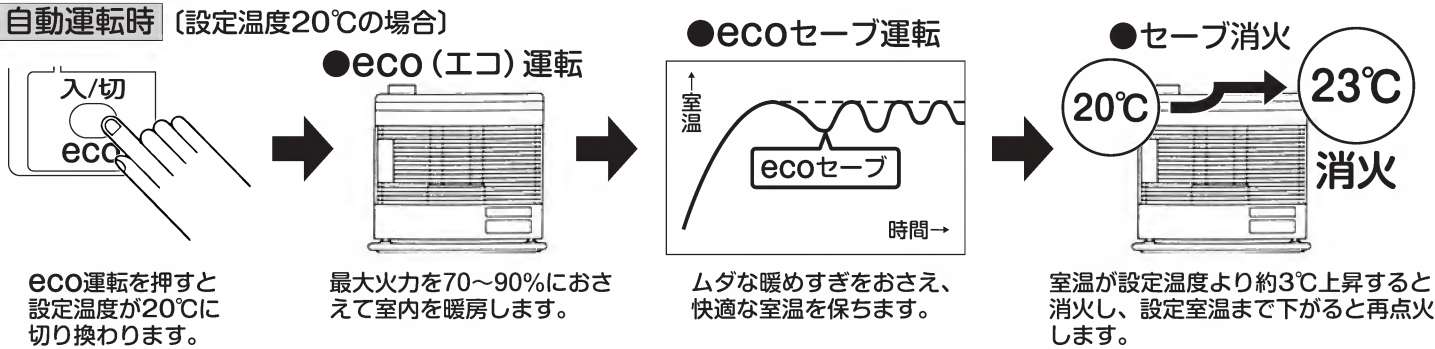 自動運転時〔設定温度20℃の場合〕
入/切
eco
eco運転を押すと
設定温度が20℃に
切り換わります。
●eco（エコ）運転
最大火力を70～90％におさ
えて室内を暖房します。
●ecoセーブ運転
↑室温
ecoセーブ
時間→
ムダな暖めすぎをおさえ、
快適な室温を保ちます。
●セーブ消火
20℃
23℃
消火
室温が設定温度より約3℃上昇すると
消火し、設定室温まで下がると再点火
します。